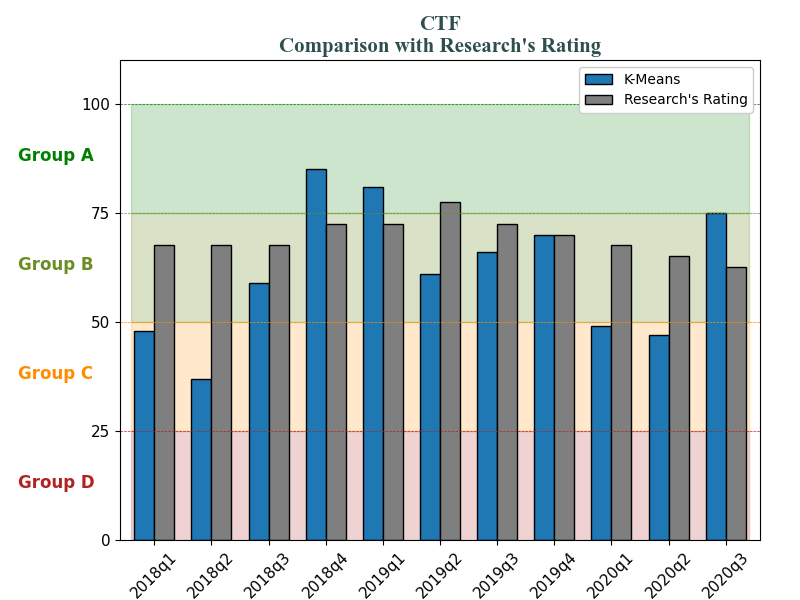 CTF
Comparison with Research's Rating
K-Means
Research's Rating
100
Group A
75
Group B
50
Group C
25
Group D
0
2018q1 2018q2 2018q3 2018q4 2019q1 2019q2 2019q3 2019q4 2020q1 2020q2 2020q3